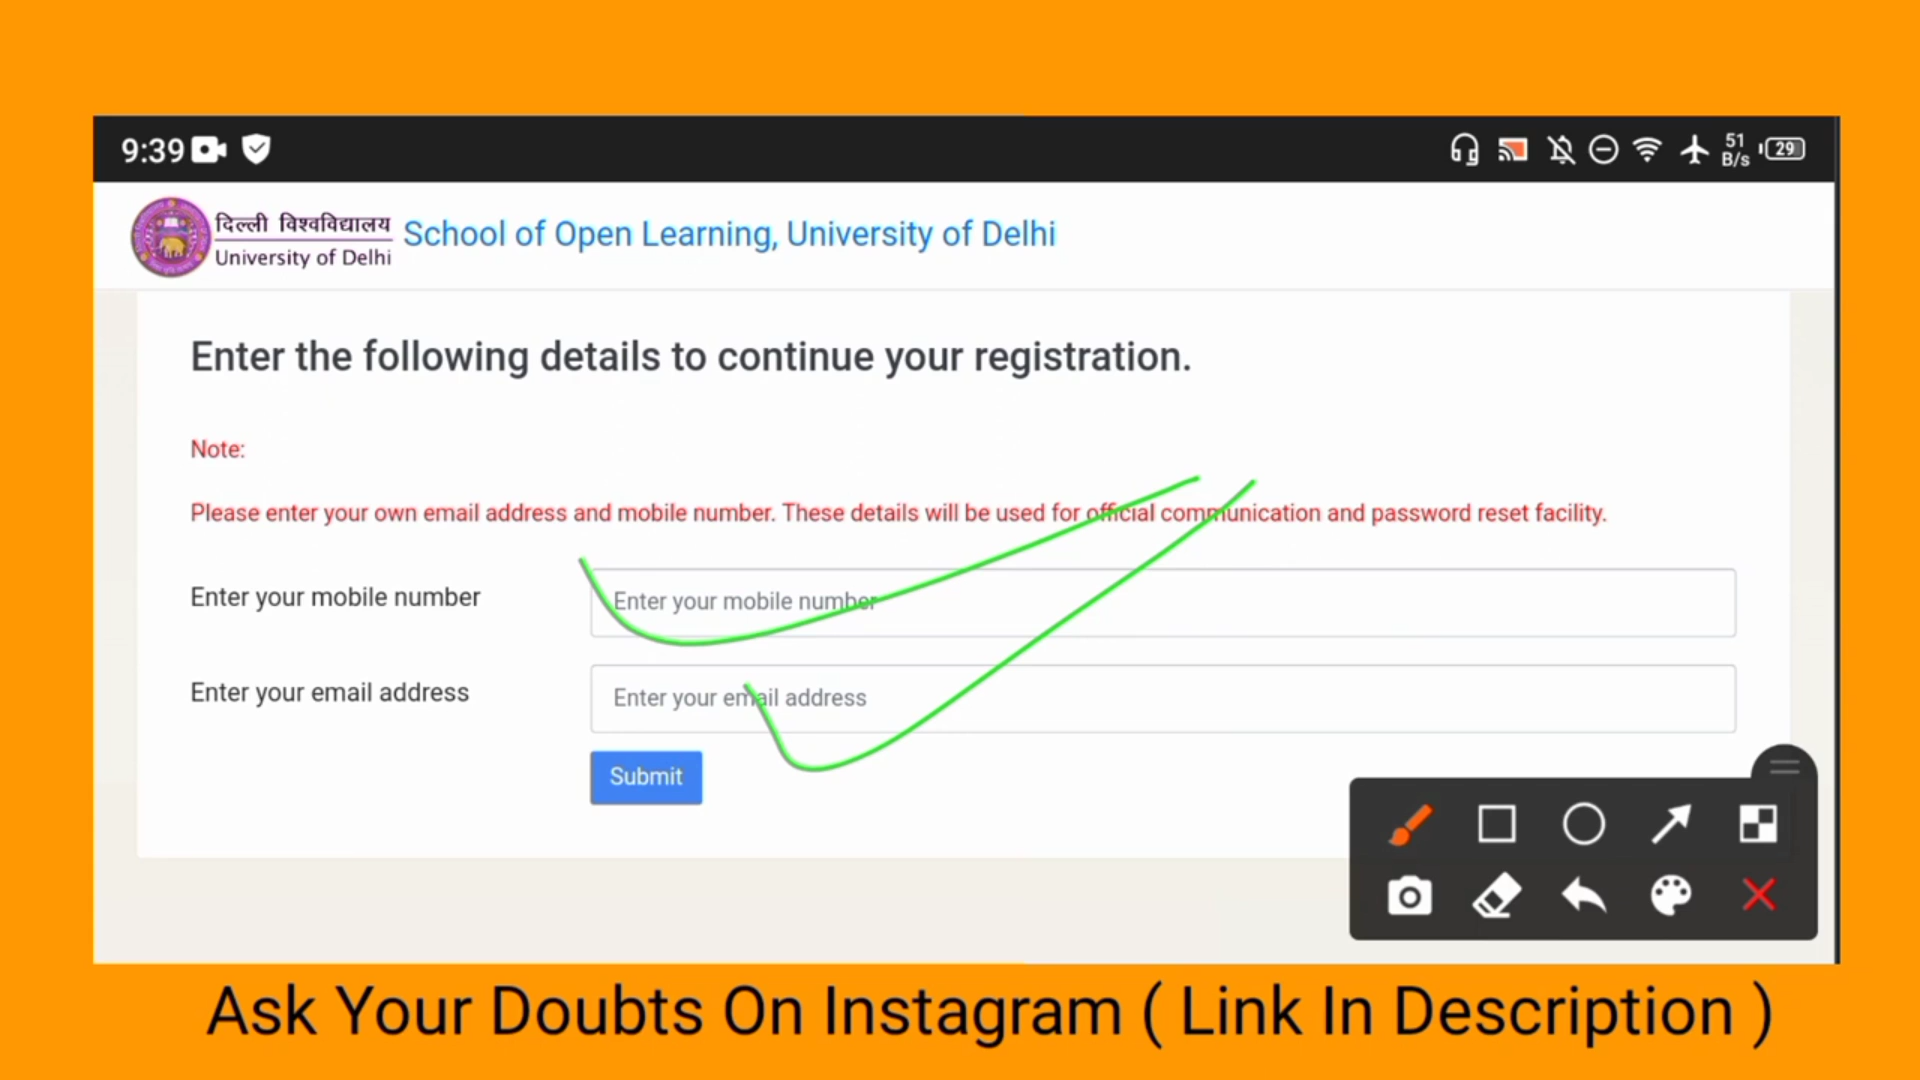 9:39
51
B/s
29
दिल्ली विश्वविद्यालय
University of Delhi
School of Open Learning, University of Delhi
Enter the following details to continue your registration.
Note:
Please enter your own email address and mobile number. These details will be used for official communication and password reset facility.
Enter your mobile number
Enter your mobile number
Enter your email address
Enter your email address
Submit
Ask Your Doubts On Instagram ( Link In Description )